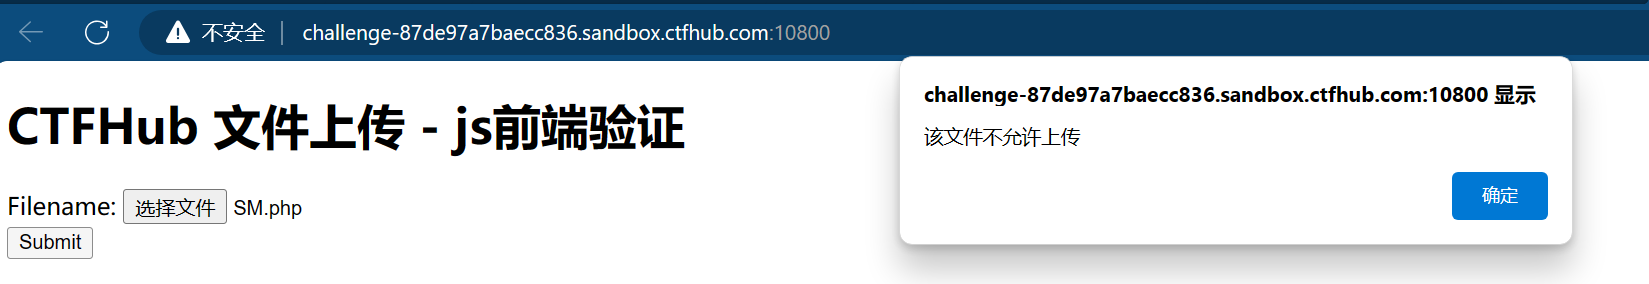 不安全 | challenge-87de97a7baecc836.sandbox.ctfhub.com:10800
challenge-87de97a7baecc836.sandbox.ctfhub.com:10800 显示
该文件不允许上传
确定
CTFHub 文件上传 - js前端验证
Filename: 选择文件 SM.php
Submit